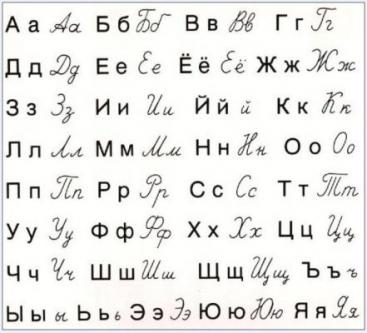 А а Аа Б б Бб В в Вв Г г Гг
Д д Дд Е е Ее Ё ё Её Ж ж Жж
З з Зз И и Ии Й й й К к Кк
Л л Лл М м Мм Н н Нн О о Оо
П п Пп Р р Рр С с Сс Т т Тт
У у Уу Ф ф Фф Х х Хх Ц ц Цц
Ч ч Чч Ш ш Шш Щ щ Щщ Ъ ъ ъ
Ы ы ы Ь ь ь Э э Ээ Ю ю Юю Я я Яя